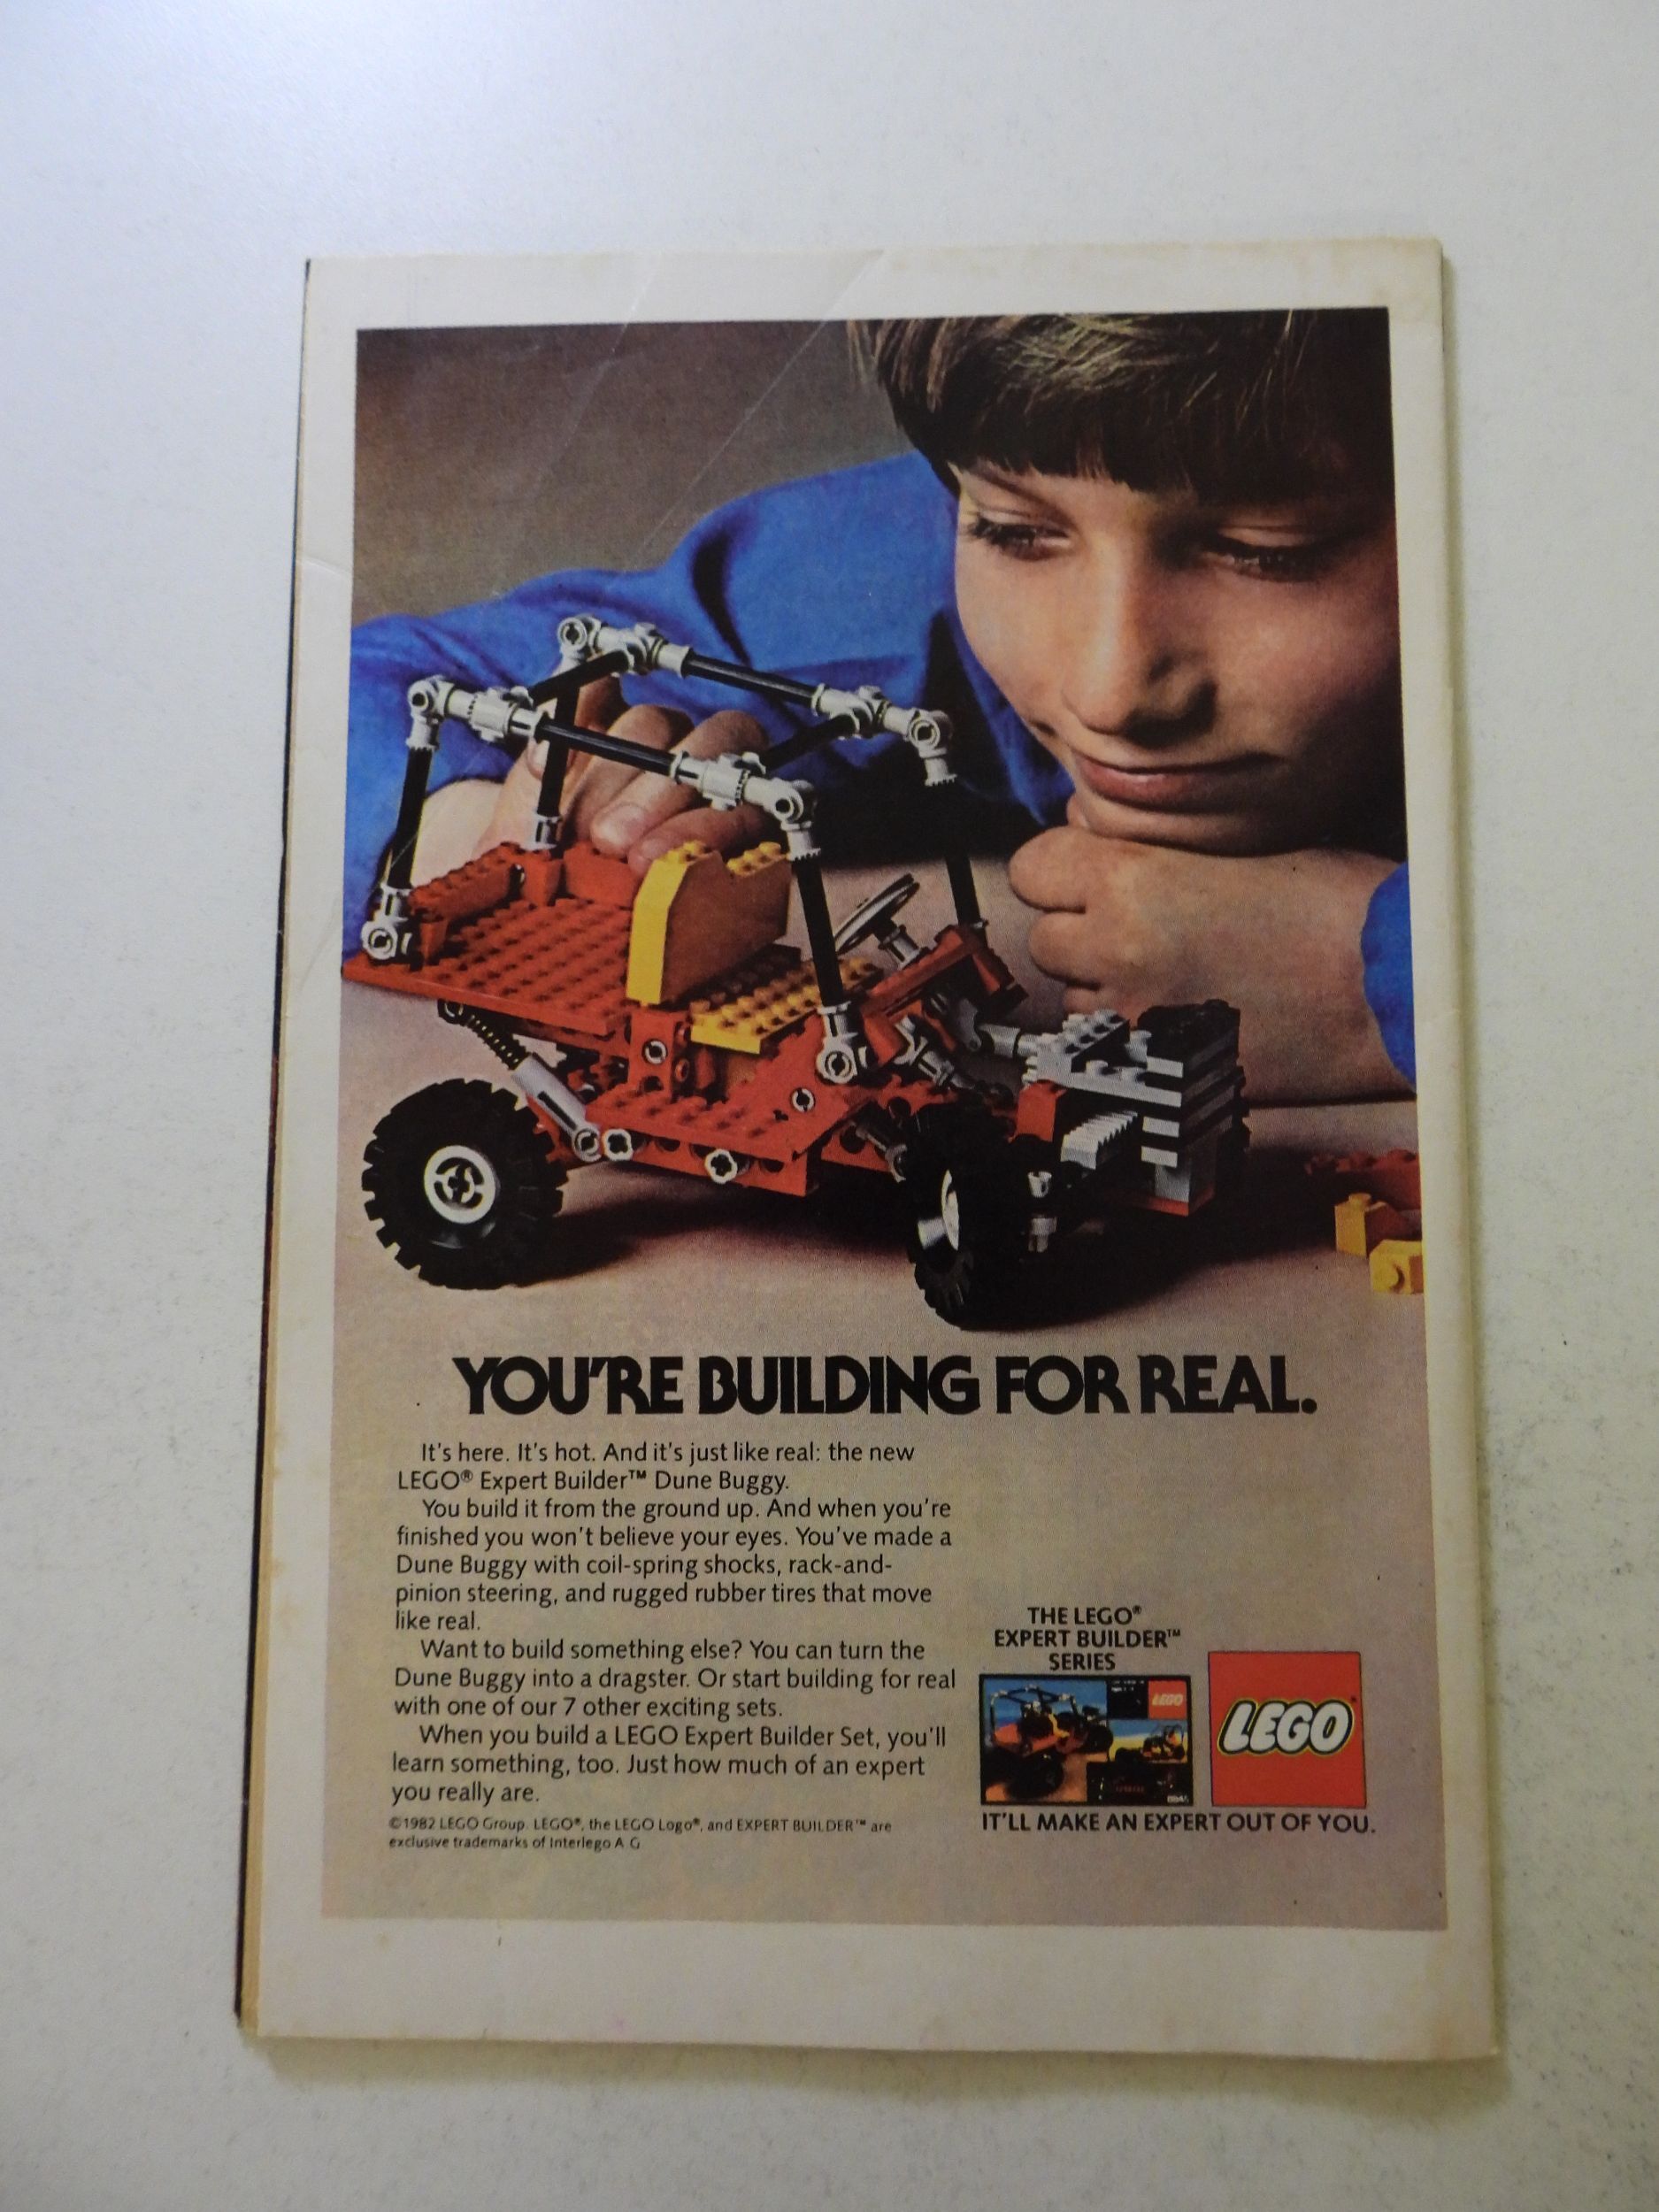 YOU'RE BUILDING FOR REAL.
It's here. It's hot. And it's just like real: the new
LEGO® Expert Builder™ Dune Buggy.
You build it from the ground up. And when you're
finished you won't believe your eyes. You've made a
Dune Buggy with coil-spring shocks, rack-and-
pinion steering, and rugged rubber tires that move
like real.
Want to build something else? You can turn the
Dune Buggy into a dragster. Or start building for real
with one of our 7 other exciting sets.
When you build a LEGO Expert Builder Set, you'll
learn something, too. Just how much of an expert
you really are.
©1982 LEGO Group. LEGO®, the LEGO Logo®, and EXPERT BUILDER™ are
exclusive trademarks of Interlego A.G
THE LEGO®
EXPERT BUILDER™
SERIES
LEGO
LEGO®
IT'LL MAKE AN EXPERT OUT OF YOU.